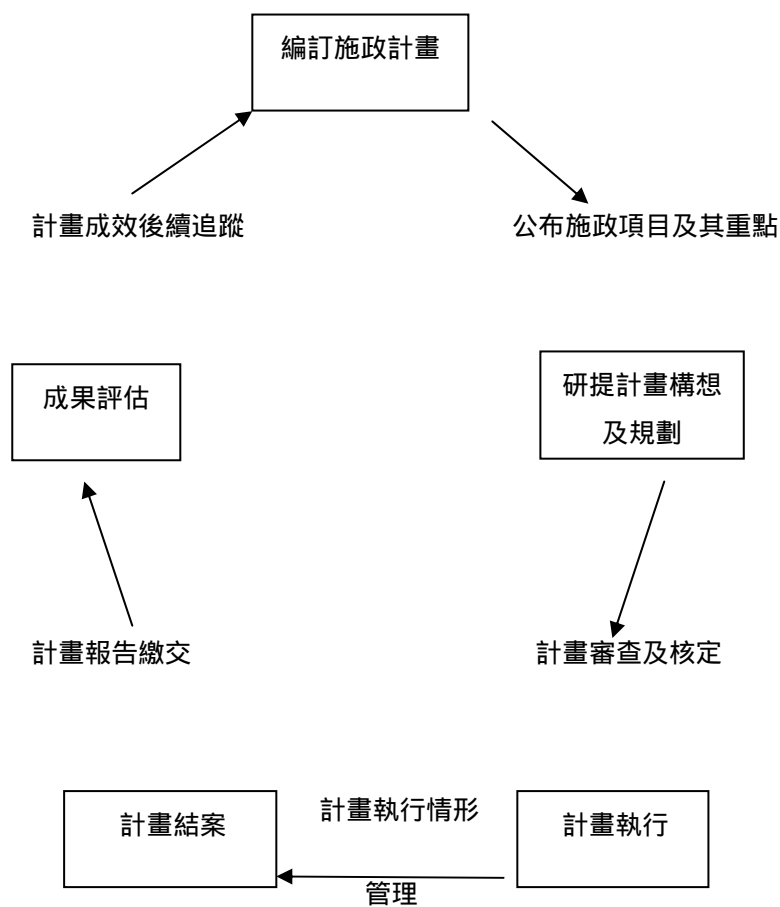 編訂施政計畫
計畫成效後續追蹤
公布施政項目及其重點
成果評估
研提計畫構想
及規劃
計畫報告繳交
計畫審查及核定
計畫結案
計畫執行情形
管理
計畫執行